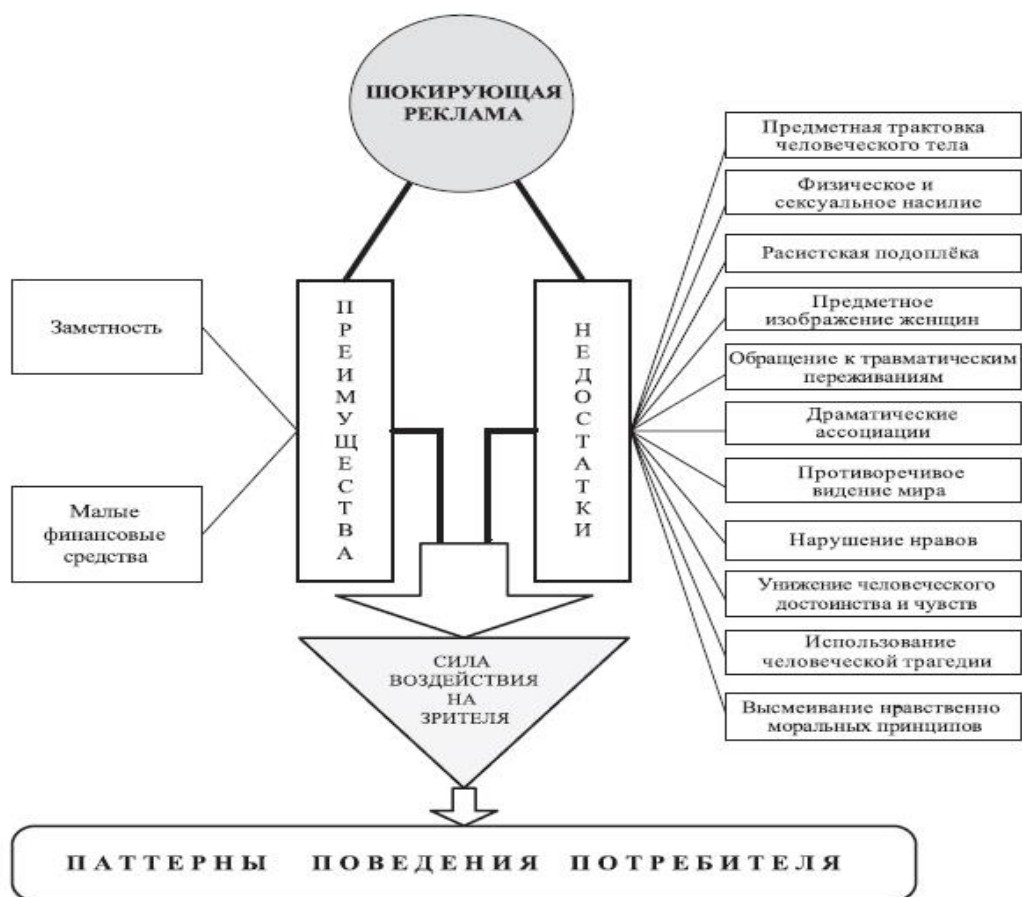 ШОКИРУЮЩАЯ
РЕКЛАМА
ПРЕИМУЩЕСТВА
НЕДОСТАТКИ
Заметность
Малые
финансовые
средства
Предметная трактовка
человеческого тела
Физическое и
сексуальное насилие
Расистская подоплёка
Предметное
изображение женщин
Обращение к травматическим
переживаниям
Драматические
ассоциации
Противоречивое
видение мира
Нарушение нравов
Унижение человеческого
достоинства и чувств
Использование
человеческой трагедии
Высмеивание нравственно
моральных принципов
СИЛА
ВОЗДЕЙСТВИЯ
НА
ЗРИТЕЛЯ
ПАТТЕРНЫ ПОВЕДЕНИЯ ПОТРЕБИТЕЛЯ